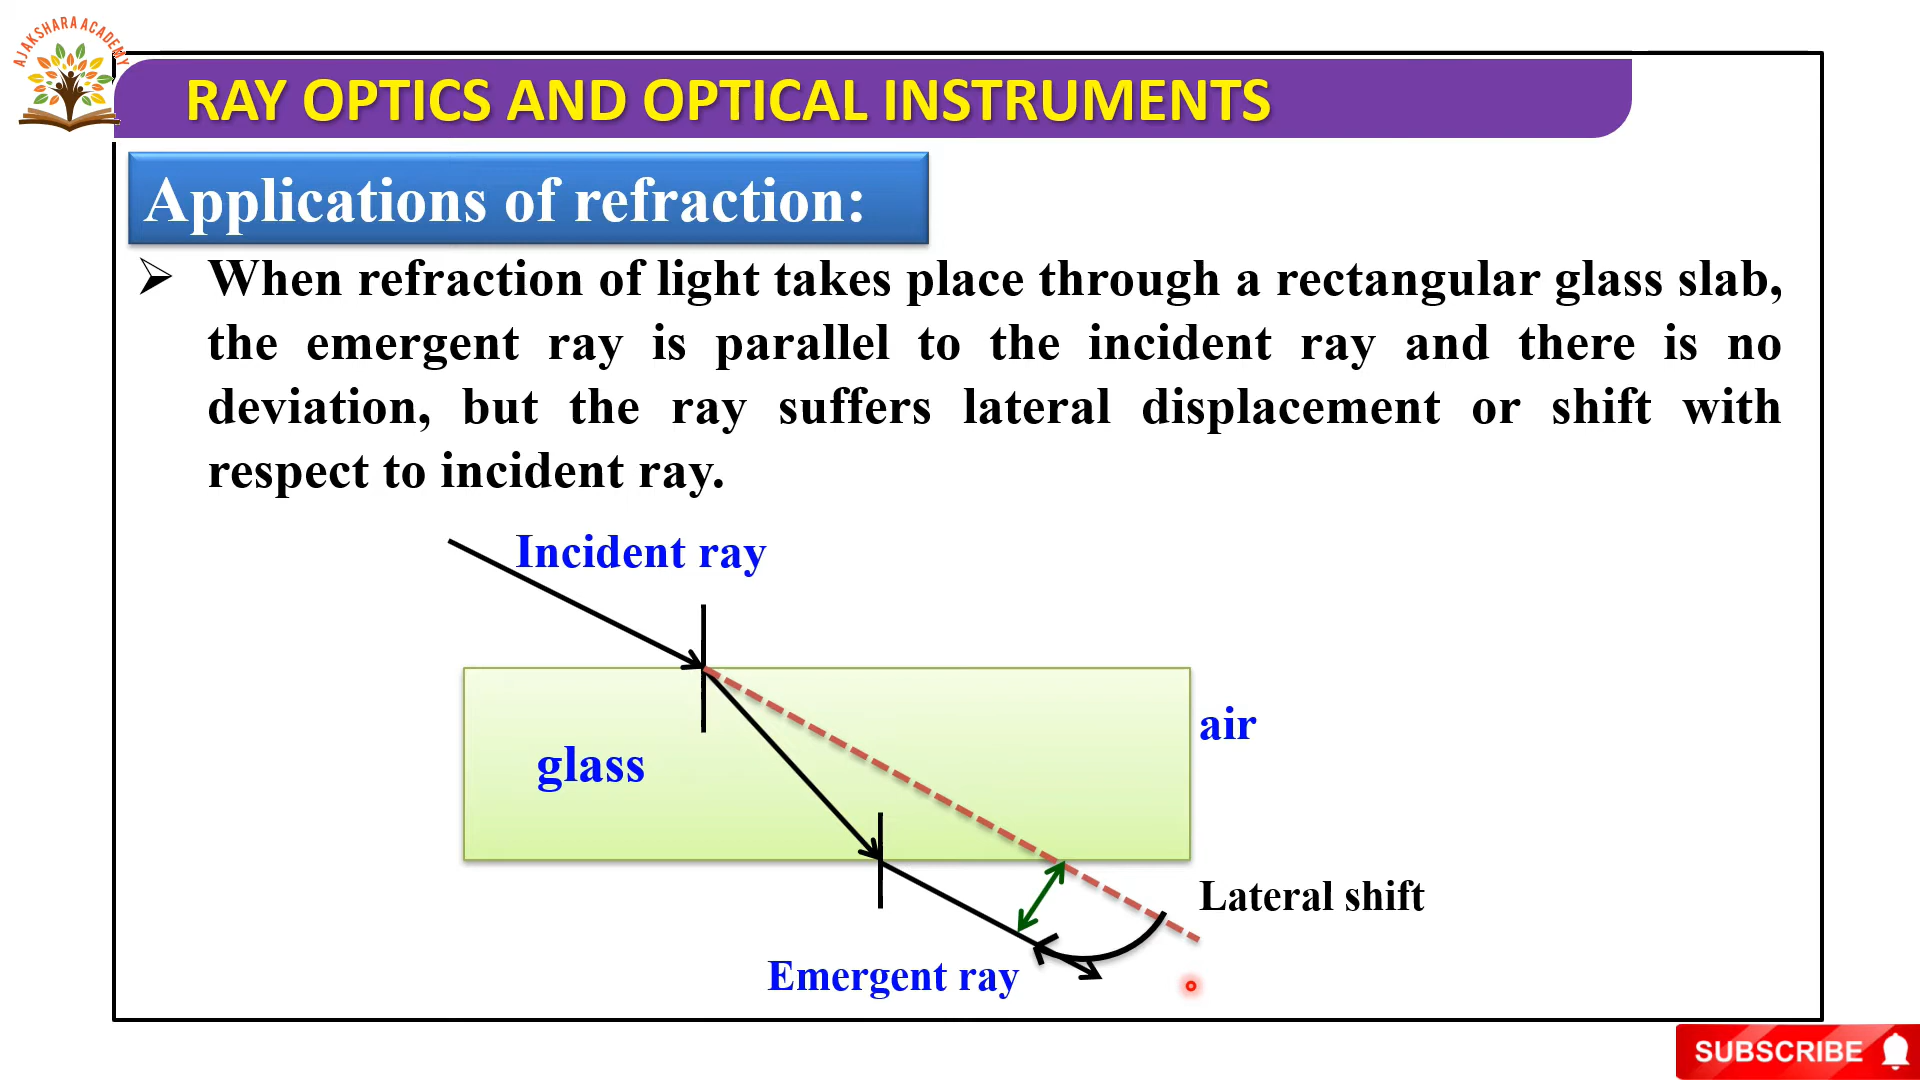 AJAKSHARA ACADEMY
RAY OPTICS AND OPTICAL INSTRUMENTS
Applications of refraction:
➢ When refraction of light takes place through a rectangular glass slab,
the emergent ray is parallel to the incident ray and there is no
deviation, but the ray suffers lateral displacement or shift with
respect to incident ray.
Incident ray
air
glass
Lateral shift
Emergent ray
SUBSCRIBE